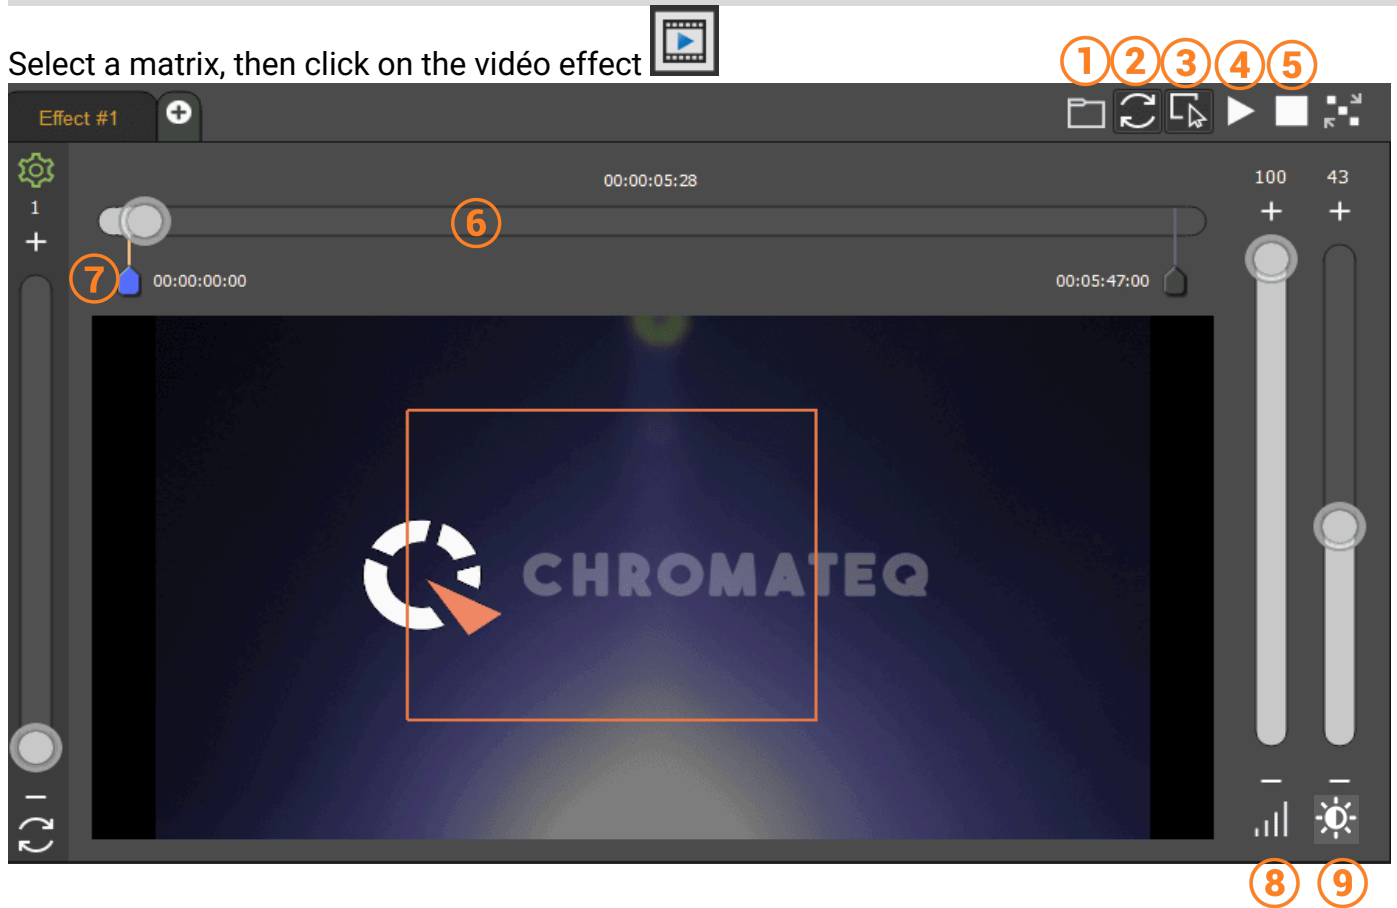 Select a matrix, then click on the vidéo effect
1 2 3 4 5
Effect #1
1
00:00:05:28
100 43
6
7
00:00:00:00 00:05:47:00
CHROMATEQ
8 9